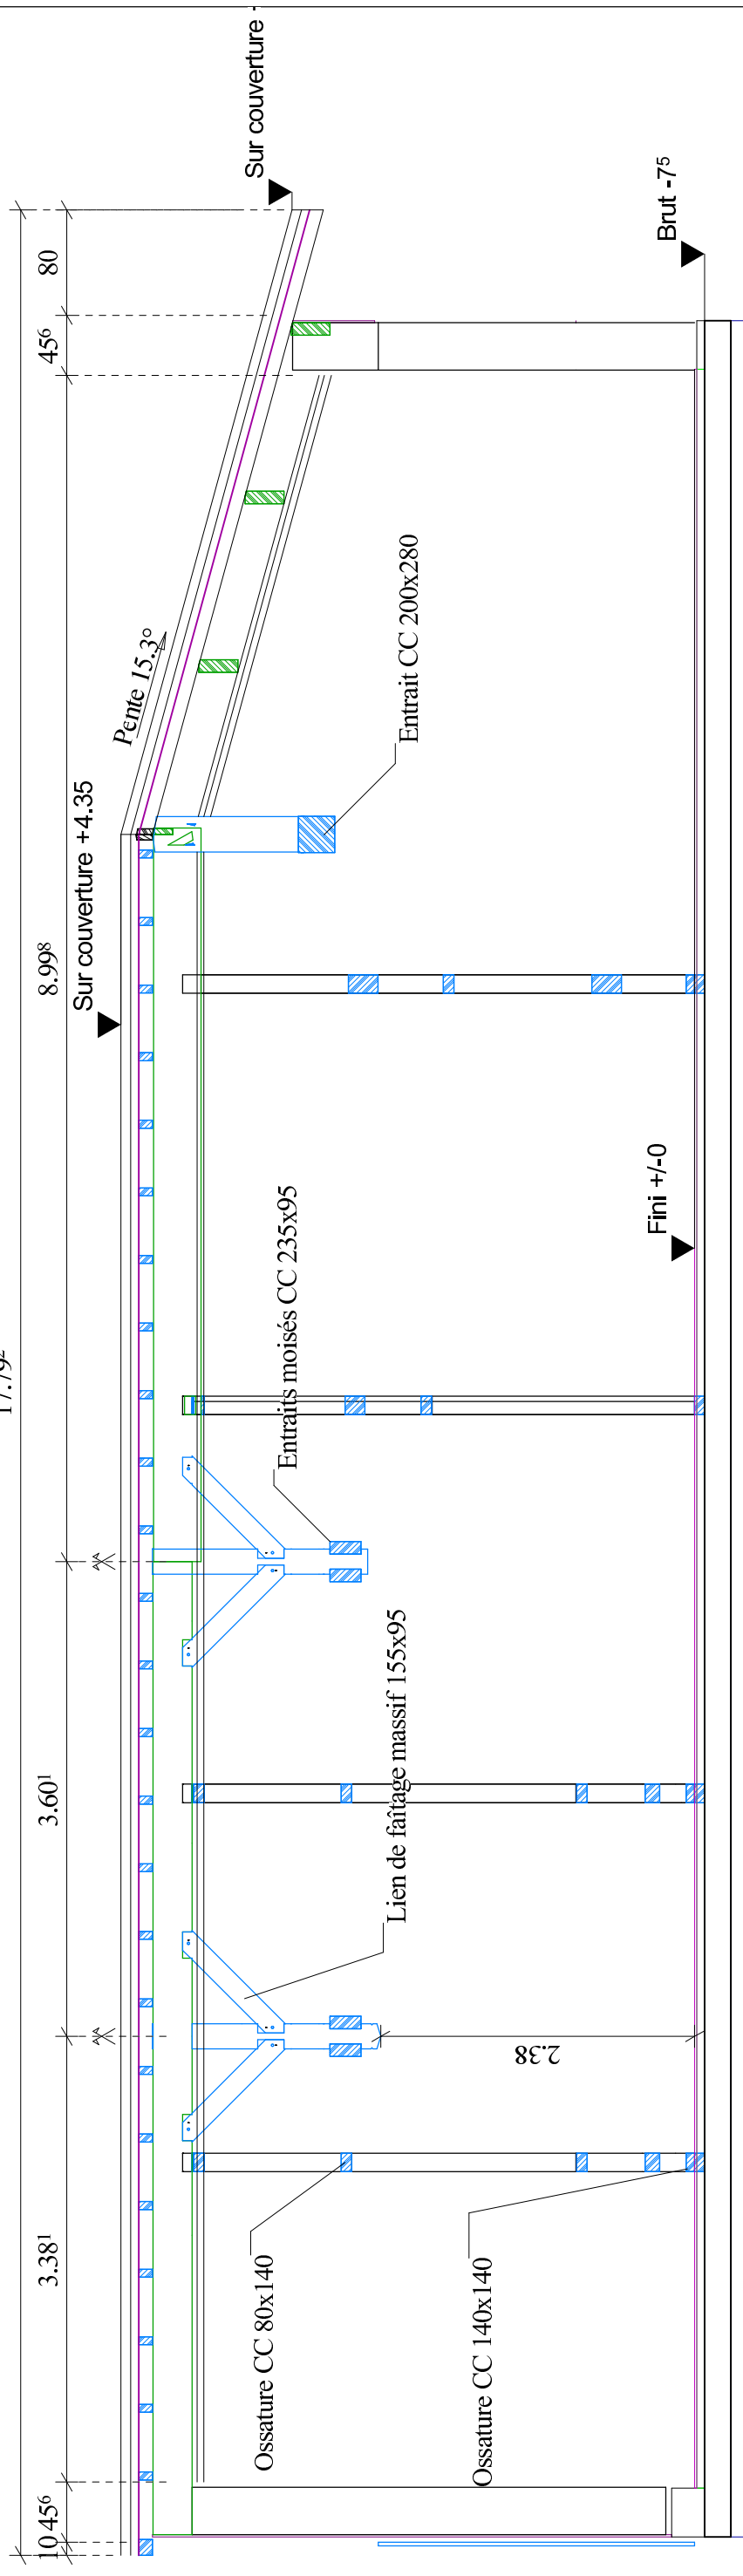 17.79²
10
45⁶
3.38¹
3.60¹
8.99⁸
45⁶
80
Sur couverture +4.35
Pente 15.3°
Sur couverture
Entrait CC 200x280
Entraits moisés CC 235x95
Lien de faîtage massif 155x95
2.38
Ossature CC 80x140
Ossature CC 140x140
Fini +/-0
Brut -7⁵